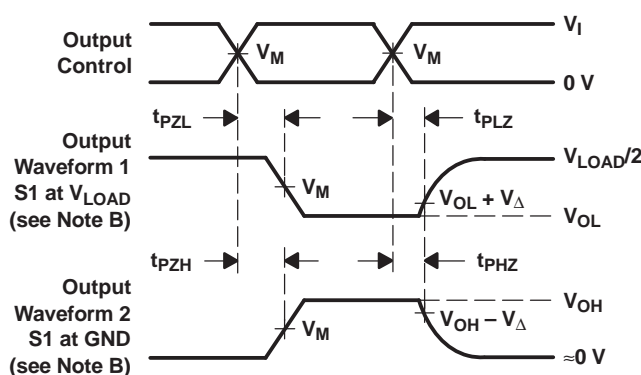 Output
Control
V_M
V_M
V_I
0 V
t_PZL
t_PLZ
Output
Waveform 1
S1 at V_LOAD
(see Note B)
V_M
V_OL + V_Δ
V_LOAD/2
V_OL
t_PZH
t_PHZ
Output
Waveform 2
S1 at GND
(see Note B)
V_M
V_OH – V_Δ
V_OH
≈0 V